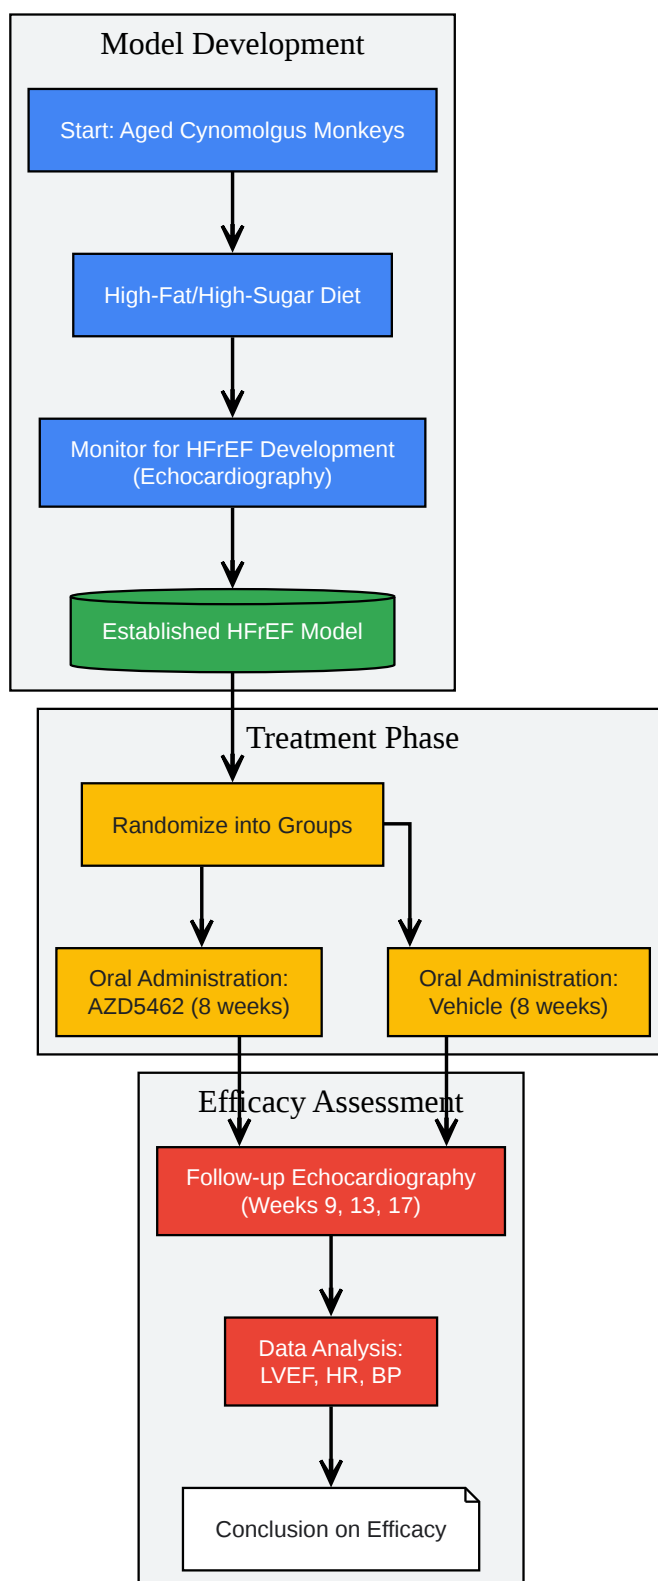 Model Development
Start: Aged Cynomolgus Monkeys
High-Fat/High-Sugar Diet
Monitor for HFrEF Development
(Echocardiography)
Established HFrEF Model
Treatment Phase
Randomize into Groups
Oral Administration:
AZD5462 (8 weeks)
Oral Administration:
Vehicle (8 weeks)
Efficacy Assessment
Follow-up Echocardiography
(Weeks 9, 13, 17)
Data Analysis:
LVEF, HR, BP
Conclusion on Efficacy